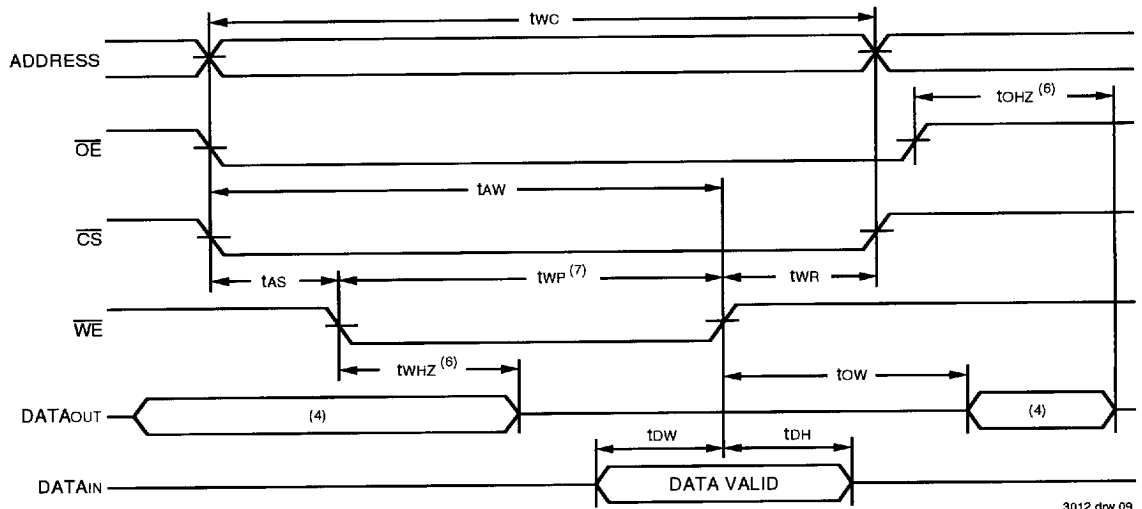 tWC
ADDRESS
tOHZ (6)
OE
tAW
CS
tAS
tWP (7)
tWR
WE
tWHZ (6)
tOW
DATAOUT
(4)
(4)
tDW
tDH
DATAIN
DATA VALID
3012 drw 09